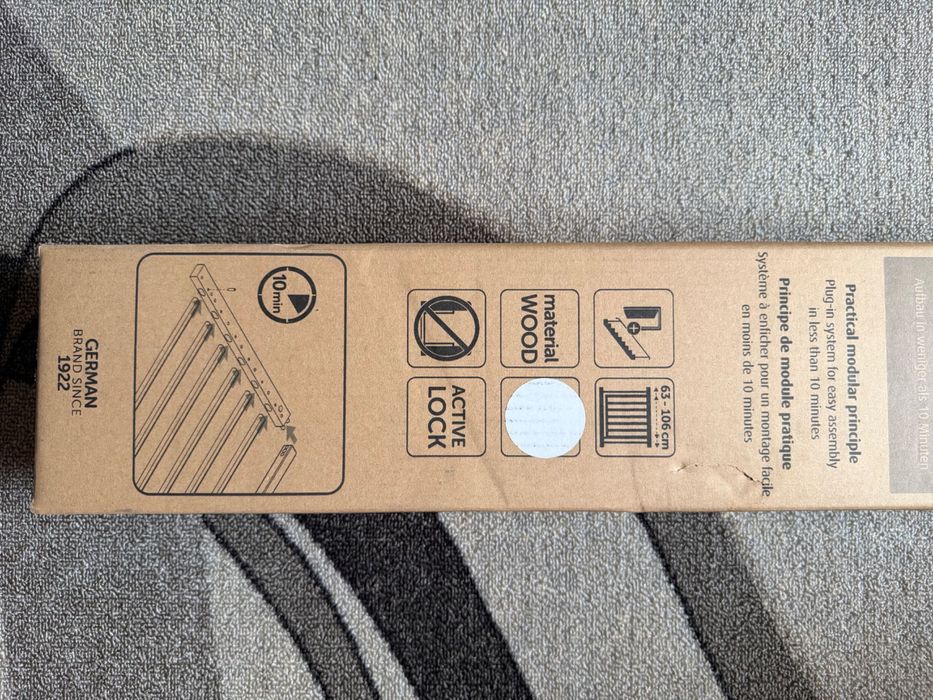 Aufbau in weniger als 10 Minuten
Practical modular principle
Plug-in system for easy assembly
in less than 10 minutes
Principe de module pratique
Système à enficher pour un montage facile
en moins de 10 minutes
63 - 106 cm
material
WOOD
ACTIVE
LOCK
10 min
GERMAN
BRAND SINCE
1922